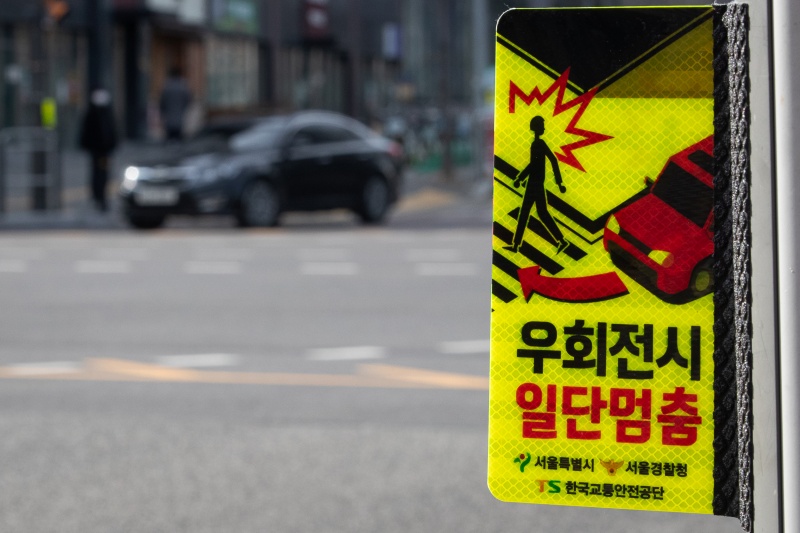 우회전시
일단멈춤
서울특별시 서울경찰청
TS 한국교통안전공단